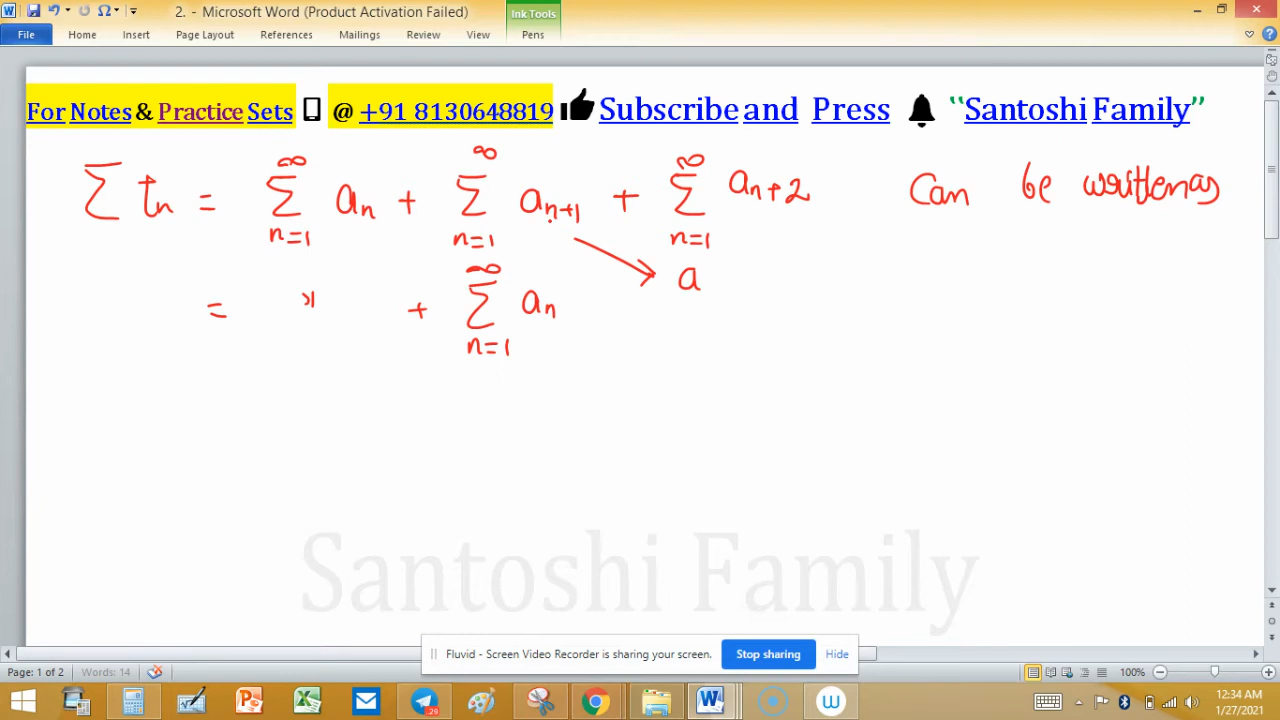 2. - Microsoft Word (Product Activation Failed)
Ink Tools
File Home Insert Page Layout References Mailings Review View Pens
For Notes & Practice Sets @ +91 8130648819 Subscribe and Press "Santoshi Family"
∑ tn = ∑ n=1 ∞ an + ∑ n=1 ∞ an+1 + ∑ n=1 ∞ an+2 Can be written as
= " + ∑ n=1 ∞ an a
Santoshi Family
Fluvid - Screen Video Recorder is sharing your screen. Stop sharing Hide
Page: 1 of 2 Words: 14 100%
12:34 AM
1/27/2021